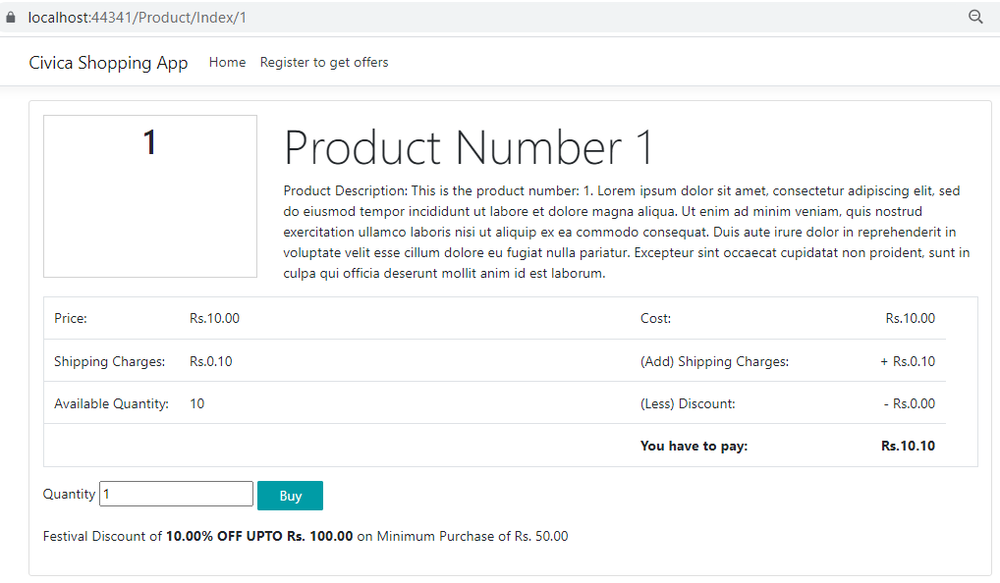 localhost:44341/Product/Index/1
Civica Shopping App Home Register to get offers
1
Product Number 1
Product Description: This is the product number: 1. Lorem ipsum dolor sit amet, consectetur adipiscing elit, sed
do eiusmod tempor incididunt ut labore et dolore magna aliqua. Ut enim ad minim veniam, quis nostrud
exercitation ullamco laboris nisi ut aliquip ex ea commodo consequat. Duis aute irure dolor in reprehenderit in
voluptate velit esse cillum dolore eu fugiat nulla pariatur. Excepteur sint occaecat cupidatat non proident, sunt in
culpa qui officia deserunt mollit anim id est laborum.
Price: Rs.10.00 Cost: Rs.10.00
Shipping Charges: Rs.0.10 (Add) Shipping Charges: + Rs.0.10
Available Quantity: 10 (Less) Discount: - Rs.0.00
You have to pay: Rs.10.10
Quantity 1 Buy
Festival Discount of 10.00% OFF UPTO Rs. 100.00 on Minimum Purchase of Rs. 50.00